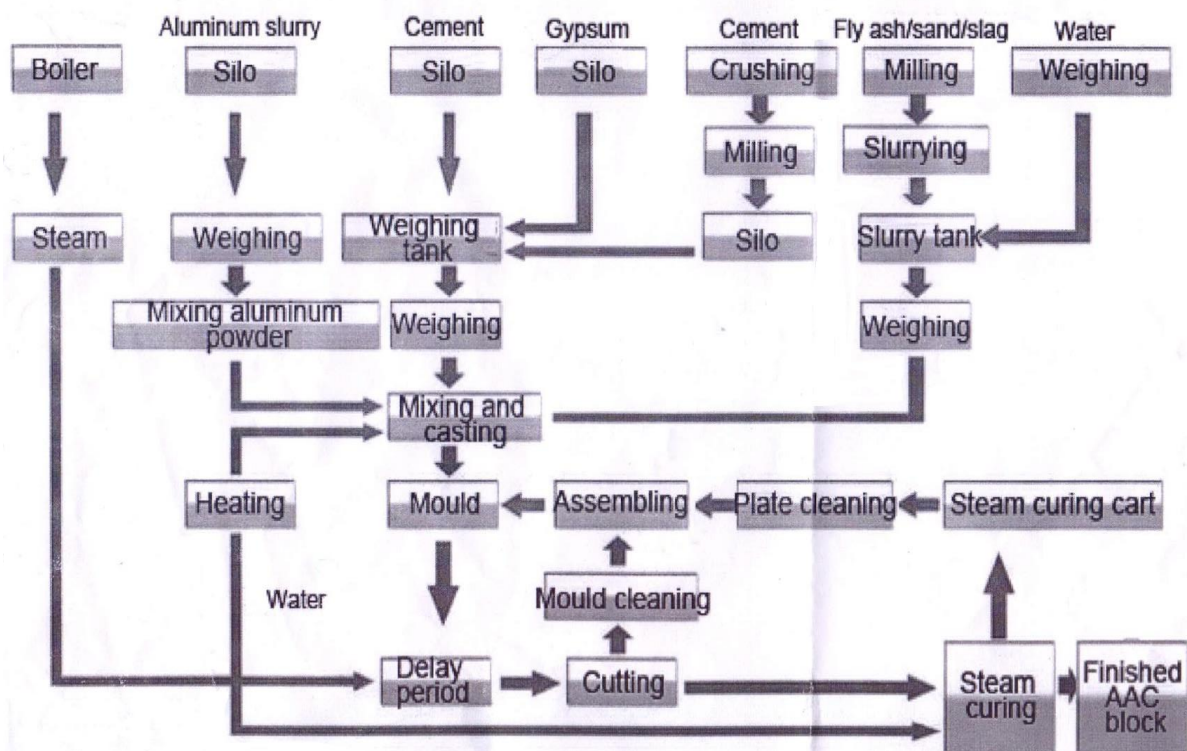 Aluminum slurry
Cement
Gypsum
Cement
Fly ash/sand/slag
Water
Boiler
Silo
Silo
Silo
Crushing
Milling
Weighing
Milling
Slurrying
Steam
Weighing
Weighing
tank
Silo
Slurry tank
Mixing aluminum
powder
Weighing
Weighing
Mixing and
casting
Heating
Mould
Assembling
Plate cleaning
Steam curing cart
Water
Mould cleaning
Delay
period
Cutting
Steam
curing
Finished
AAC
block